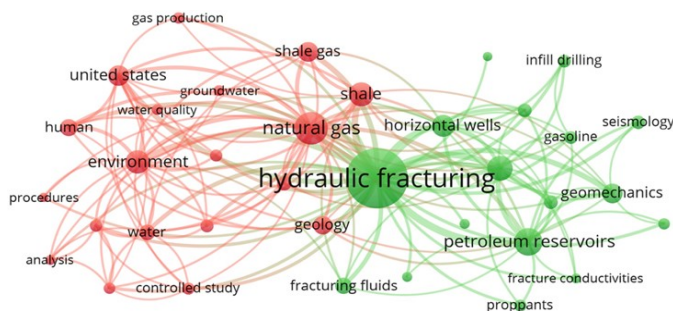 gas production
shale gas
infill drilling
united states
groundwater
shale
water quality
human
natural gas
horizontal wells
seismology
gasoline
environment
hydraulic fracturing
geomechanics
procedures
geology
water
petroleum reservoirs
analysis
controlled study
fracturing fluids
fracture conductivities
proppants